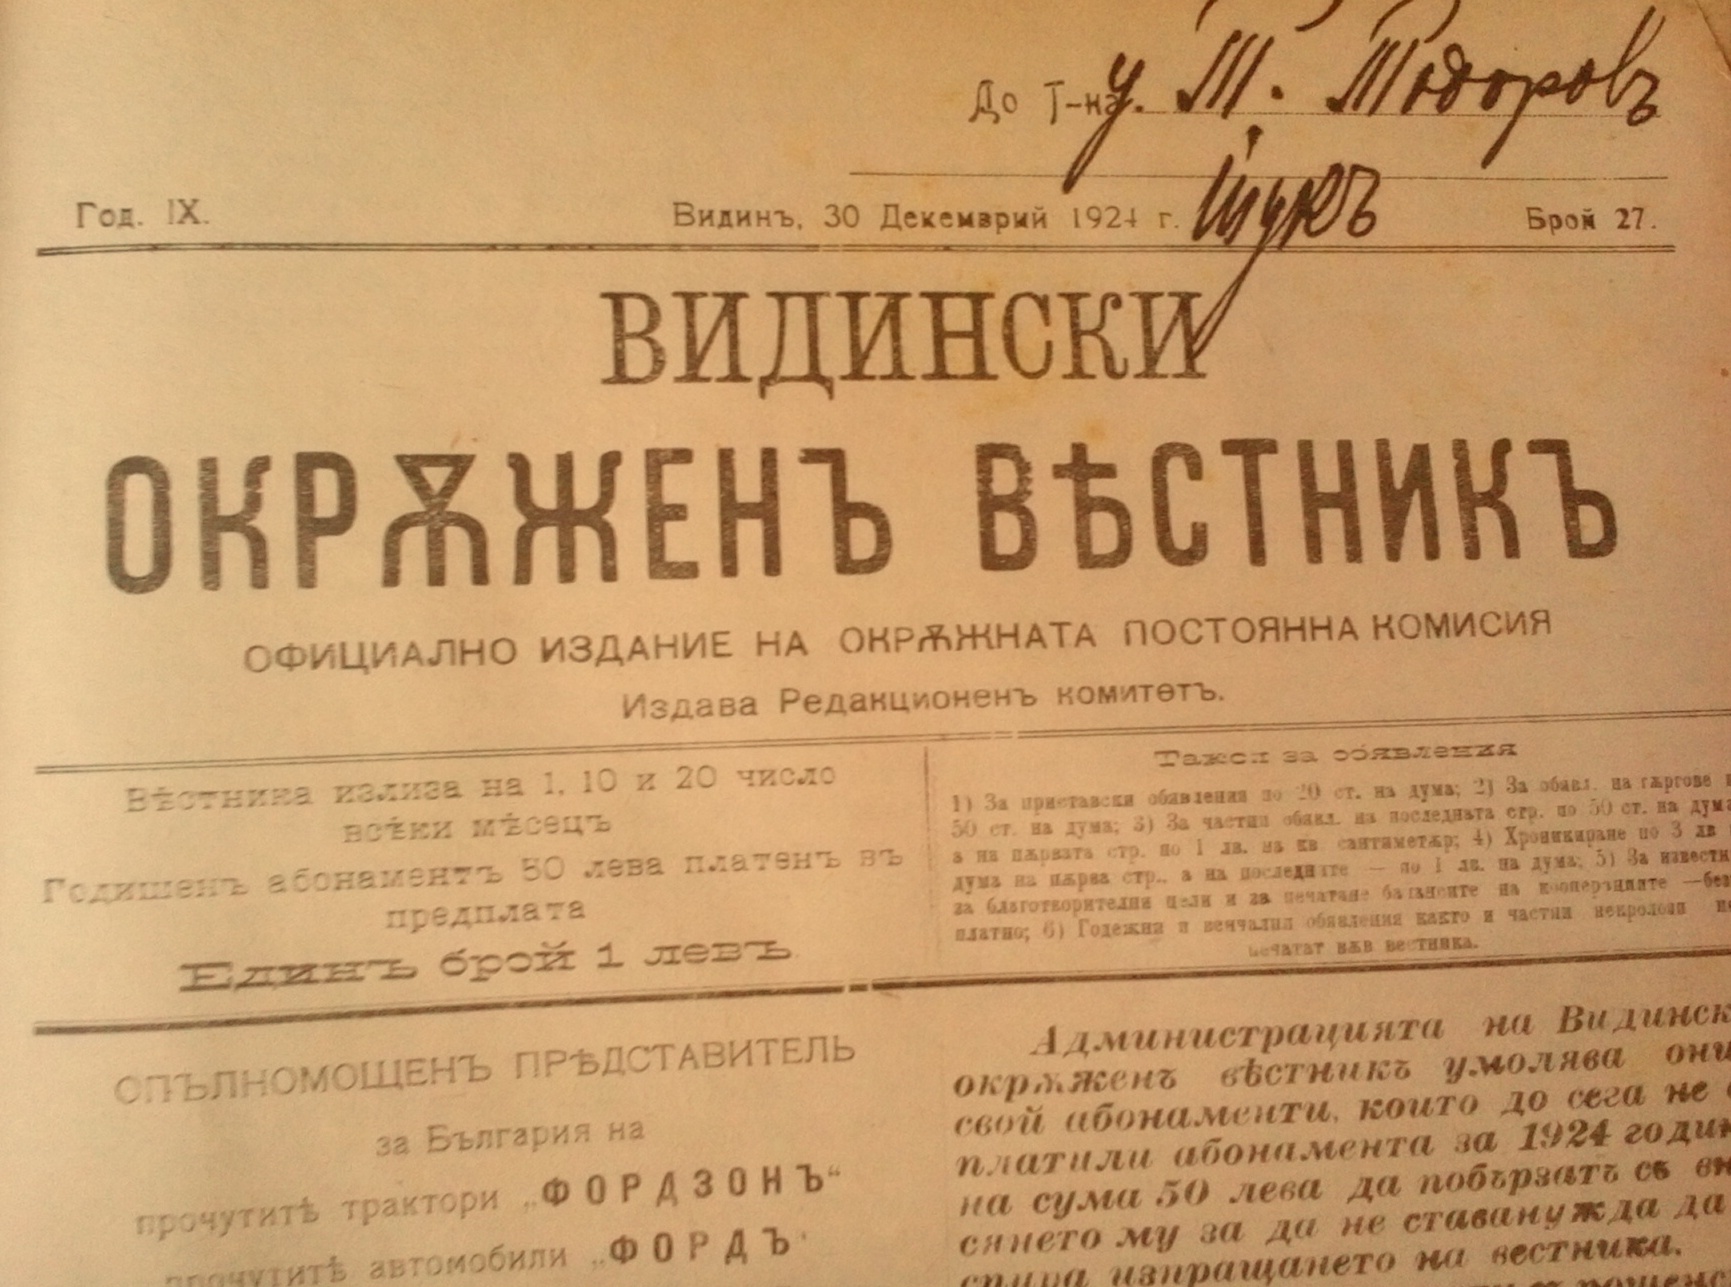 До Г-на у. Т. Тодоровъ
тукъ
Год. IX. Видинъ, 30 Декемврий 1924 г. Брой 27.
ВИДИНСКИ
ОКРѪЖЕНЪ ВѢСТНИКЪ
ОФИЦИАЛНО ИЗДАНИЕ НА ОКРѪЖНАТА ПОСТОЯННА КОМИСИЯ
Издава Редакционенъ комитетъ.
Вѣстника излиза на 1, 10 и 20 число
всѣки мѣсецъ
Годишенъ абонаментъ 50 лева платенъ въ
предплата
Единъ брой 1 левъ
Такси за обявления
1) За приставски обявления по 20 ст. на дума; 2) За обявл. на търгове
50 ст. на дума; 3) За частни обявл. на последната стр. по 50 ст. на дума
а на първата стр. по 1 лв. на кв сантиметър; 4) Хроникиране по 3 лв
дума на първа стр., а на последните — по 1 лв. на дума; 5) За известия
за благотворителни цели и за печатане балансите на кооперациите —без
платно; 6) Годежни и венчални обявления както и частни некролози не
печатат във вестника.
ОПЪЛНОМОЩЕНЪ ПРѢДСТАВИТЕЛЬ
за България на
прочутитѣ трактори „ФОРДЗОНЪ“
прочутитѣ автомобили „ФОРДЪ“
Администрацията на Видинск
окрѫженъ вѣстникъ умолява они
свой абонаменти, които до сега не с
платили абонамента за 1924 годин
на сума 50 лева да побързатъ съ вн
сянето му за да не ставанужда да
спира изпращането на вестника.